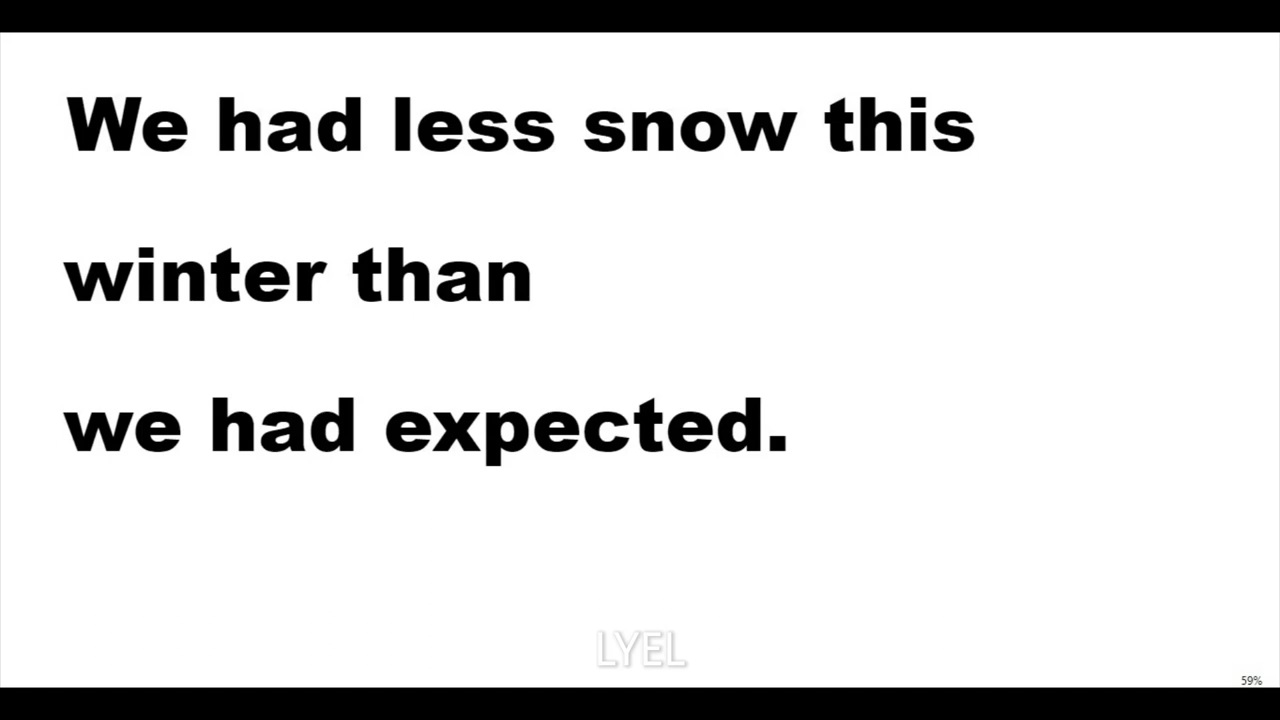 We had less snow this
winter than
we had expected.
LYEL
59%